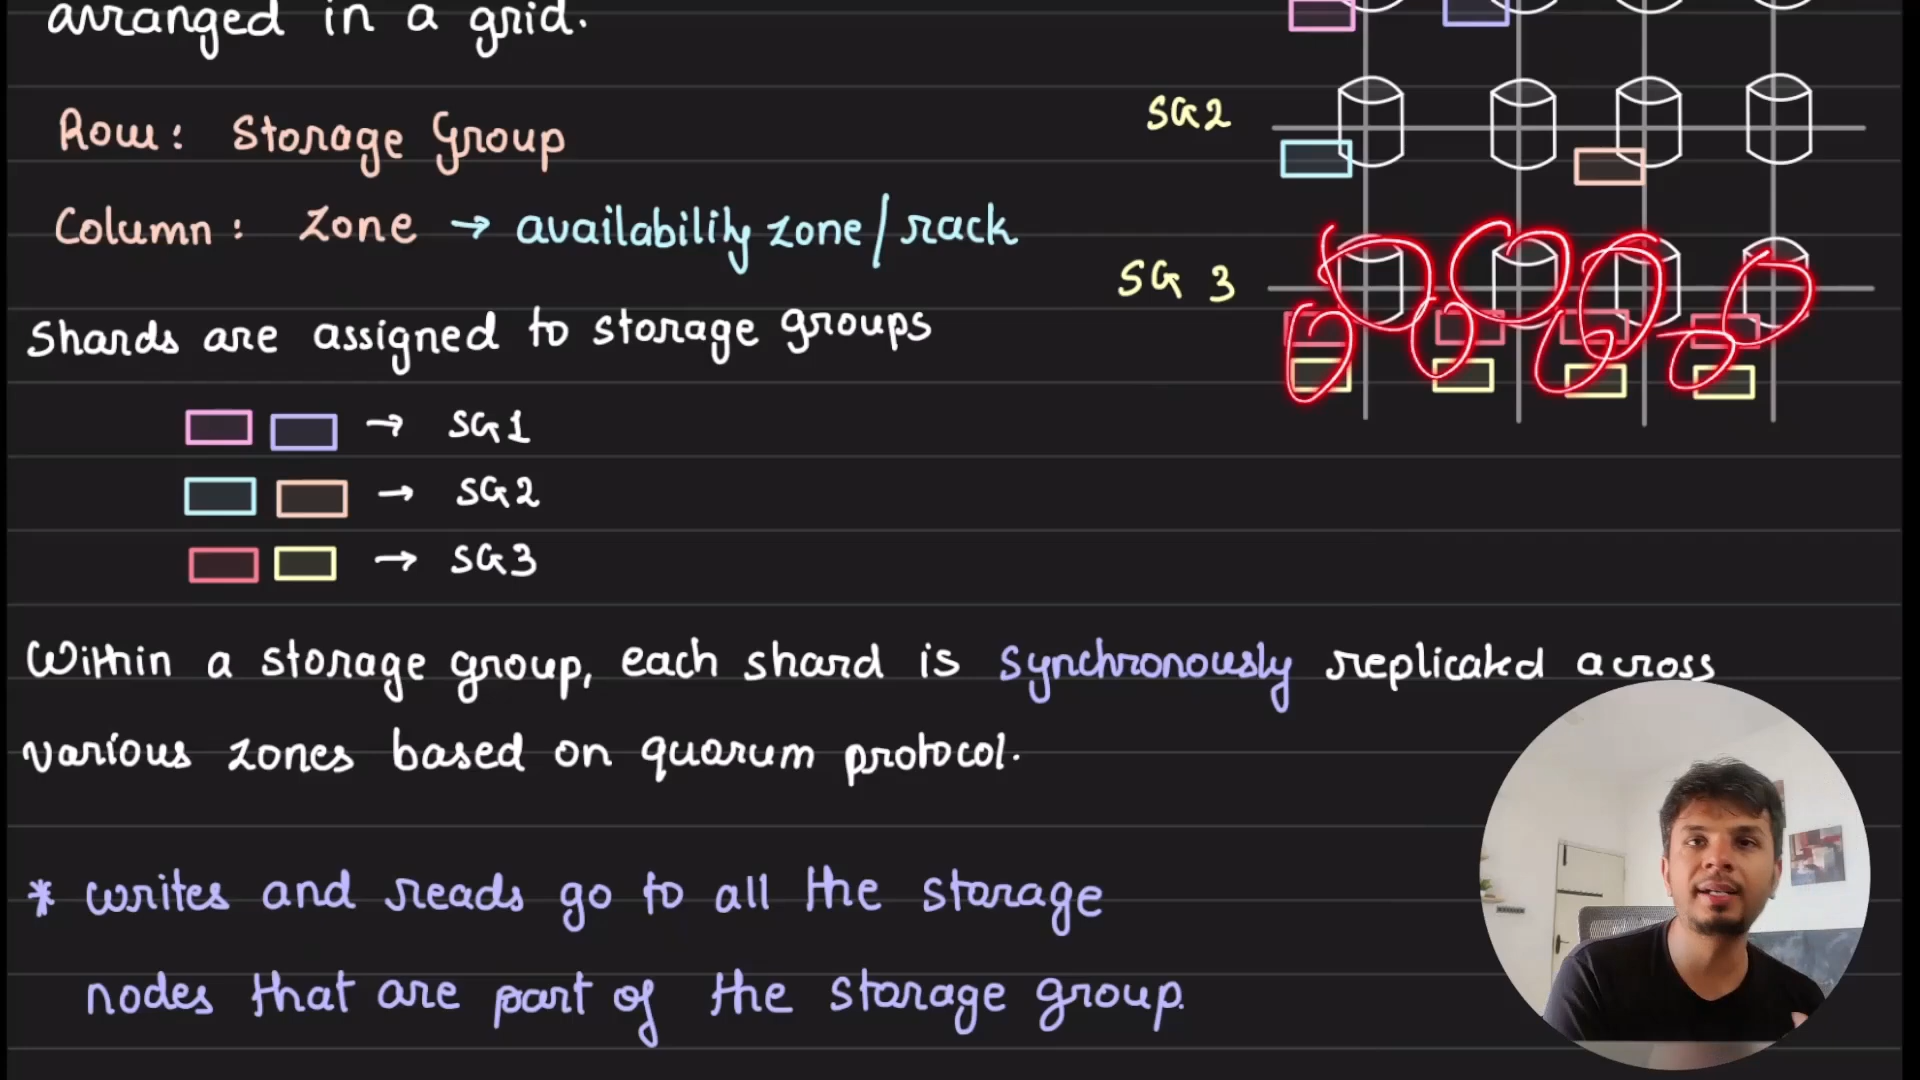 arranged in a grid.
Row: Storage Group
Column: Zone → availability zone/rack
Shards are assigned to storage groups
→ SG1
→ SG2
→ SG3
SG2
SG 3
Within a storage group, each shard is synchronously replicated across
various zones based on quorum protocol.
* writes and reads go to all the storage
nodes that are part of the storage group.